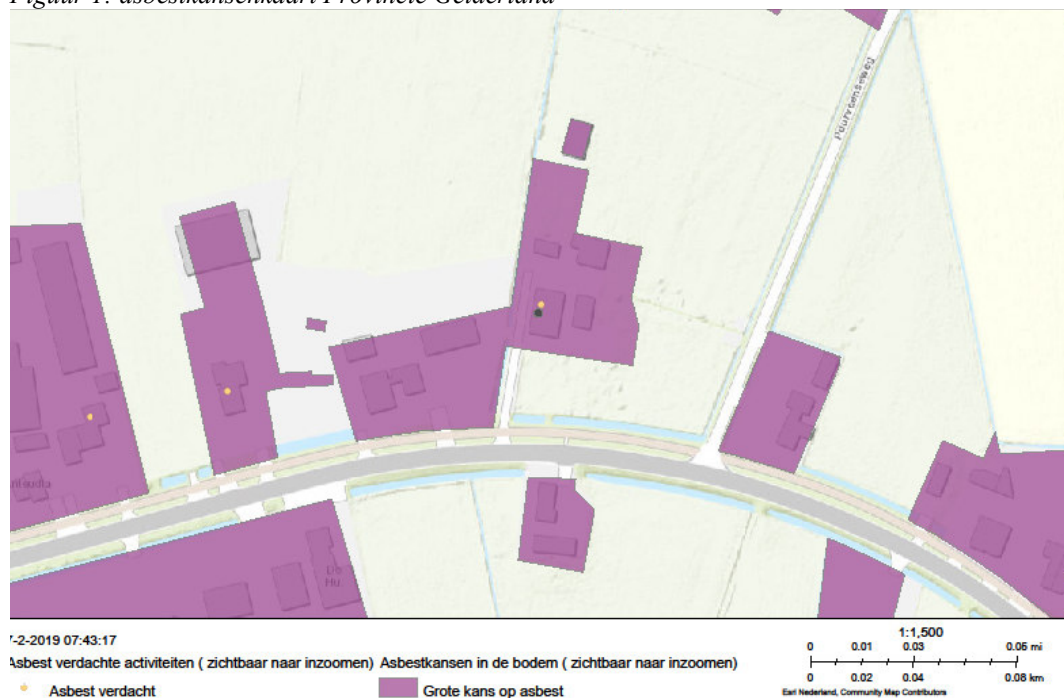 Figuur 1: asbestkansenkaart Provincie Gelderland
7-2-2019 07:43:17
Asbest verdachte activiteiten ( zichtbaar naar inzoomen) Asbestkansen in de bodem ( zichtbaar naar inzoomen)
Asbest verdacht
Grote kans op asbest
1:1,500
0 0.01 0.03 0.05 mi
0 0.02 0.04 0.08 km
Esri Nederland, Community Map Contributors